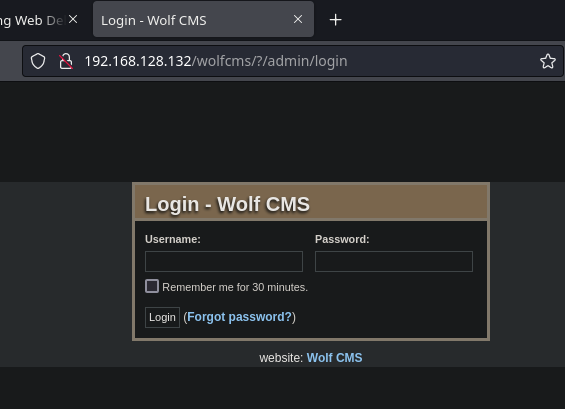 ng Web De
Login - Wolf CMS
192.168.128.132/wolfcms/?/admin/login
Login - Wolf CMS
Username: Password:
Remember me for 30 minutes.
Login (Forgot password?)
website: Wolf CMS